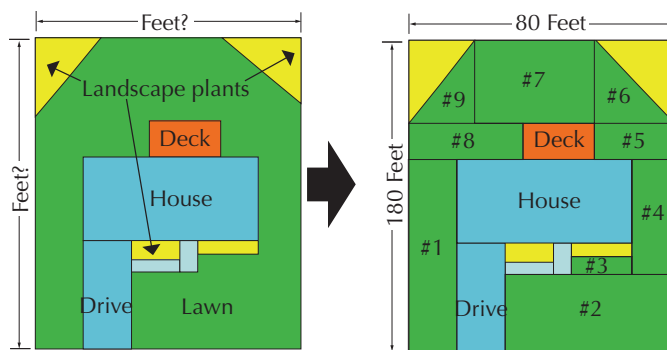 Feet?
Feet?
Landscape plants
Deck
House
Drive
Lawn
80 Feet
180 Feet
#7
#9
#6
#8
Deck
#5
House
#4
#1
#3
Drive
#2